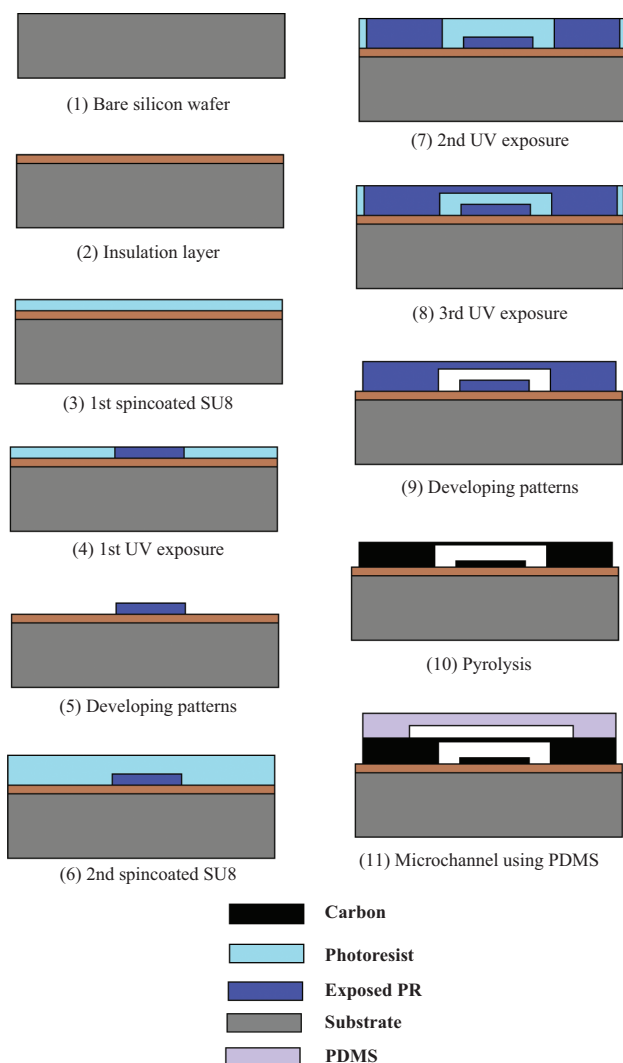 (1) Bare silicon wafer
(2) Insulation layer
(3) 1st spincoated SU8
(4) 1st UV exposure
(5) Developing patterns
(6) 2nd spincoated SU8
(7) 2nd UV exposure
(8) 3rd UV exposure
(9) Developing patterns
(10) Pyrolysis
(11) Microchannel using PDMS
Carbon
Photoresist
Exposed PR
Substrate
PDMS